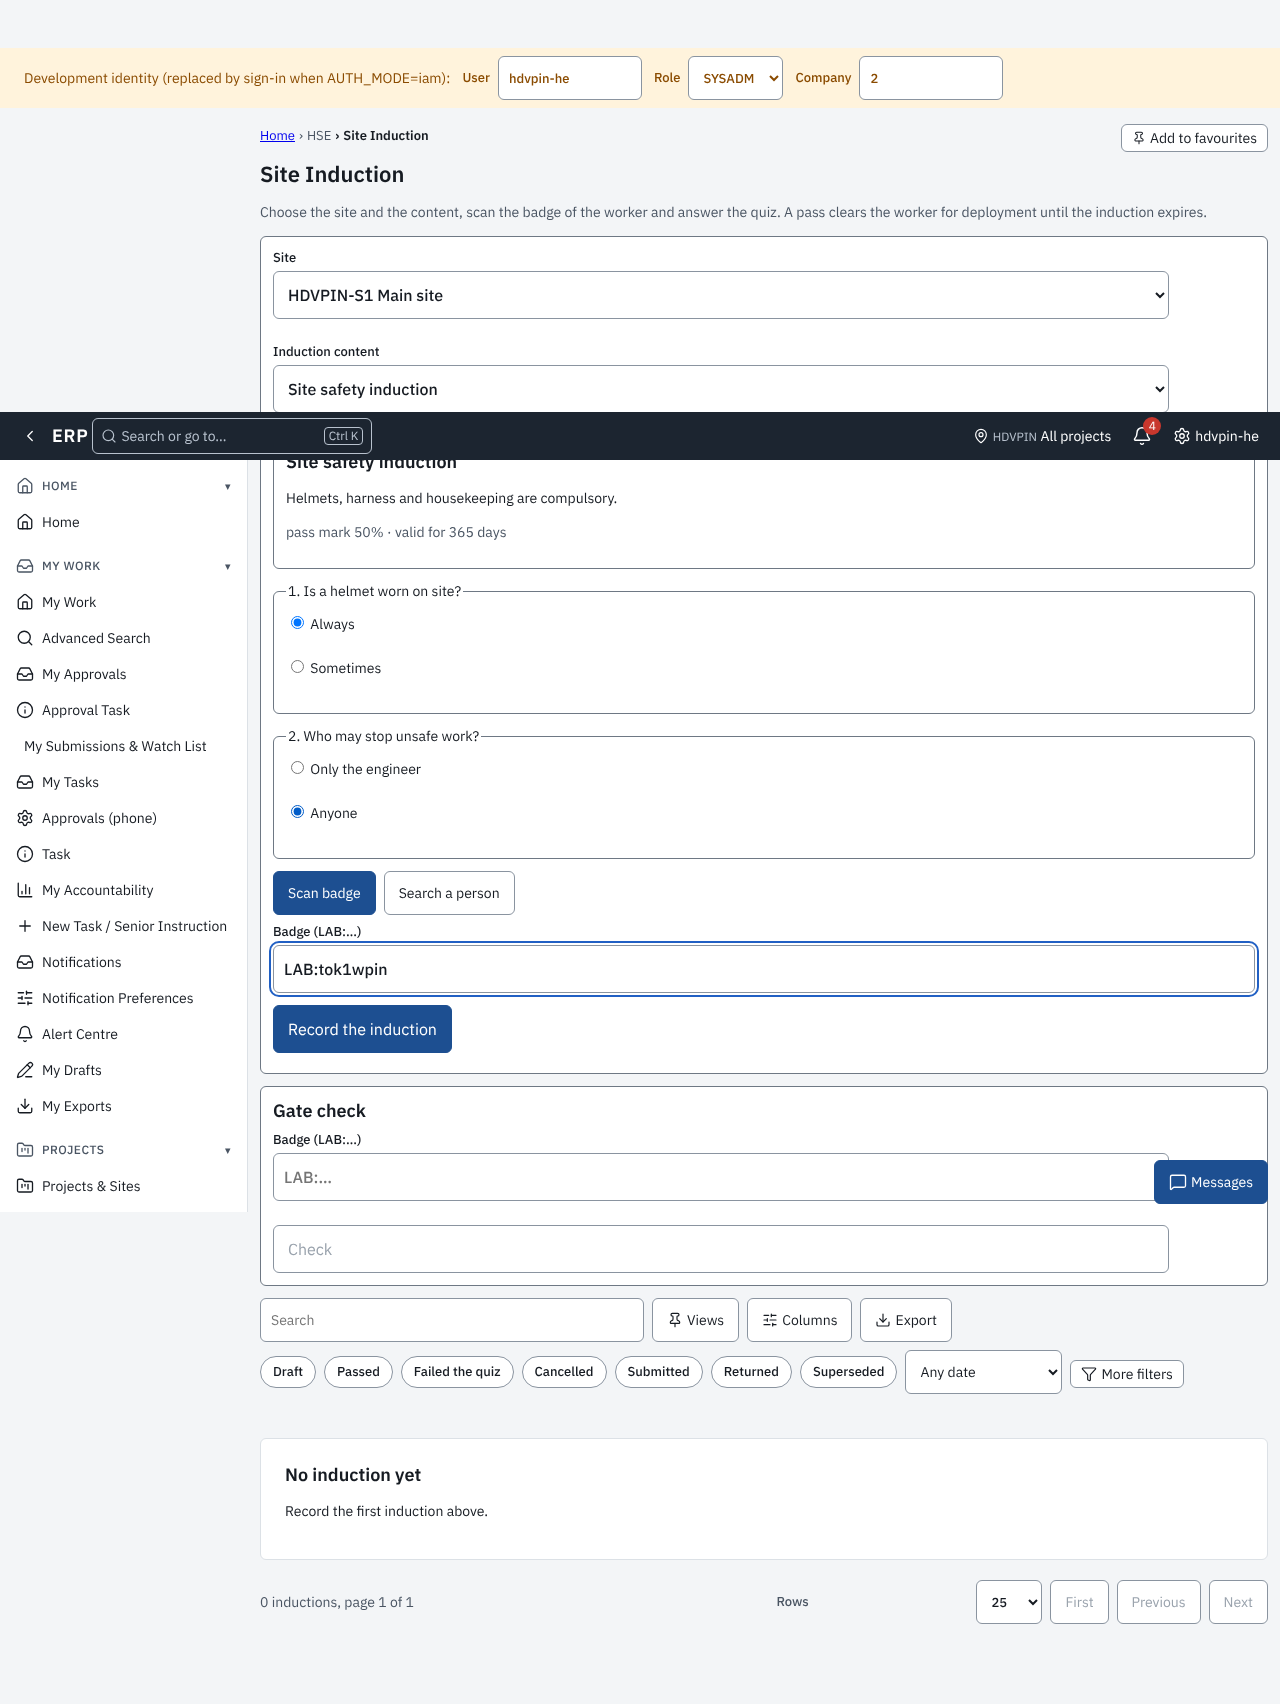 Development identity (replaced by sign-in when AUTH_MODE=iam): User hdvpin-he Role SYSADM Company 2
Home › HSE › Site Induction
Add to favourites
Site Induction
Choose the site and the content, scan the badge of the worker and answer the quiz. A pass clears the worker for deployment until the induction expires.
Site
HDVPIN-S1 Main site
Induction content
Site safety induction
ERP Search or go to... Ctrl K HDVPIN All projects 4 hdvpin-he
HOME
Home
MY WORK
My Work
Advanced Search
My Approvals
Approval Task
My Submissions & Watch List
My Tasks
Approvals (phone)
Task
My Accountability
New Task / Senior Instruction
Notifications
Notification Preferences
Alert Centre
My Drafts
My Exports
PROJECTS
Projects & Sites
Site safety induction
Helmets, harness and housekeeping are compulsory.
pass mark 50% · valid for 365 days
1. Is a helmet worn on site?
Always
Sometimes
2. Who may stop unsafe work?
Only the engineer
Anyone
Scan badge Search a person
Badge (LAB:...)
LAB:tok1wpin
Record the induction
Gate check
Badge (LAB:...)
LAB:...
Messages
Check
Search Views Columns Export
Draft Passed Failed the quiz Cancelled Submitted Returned Superseded Any date More filters
No induction yet
Record the first induction above.
0 inductions, page 1 of 1 Rows 25 First Previous Next